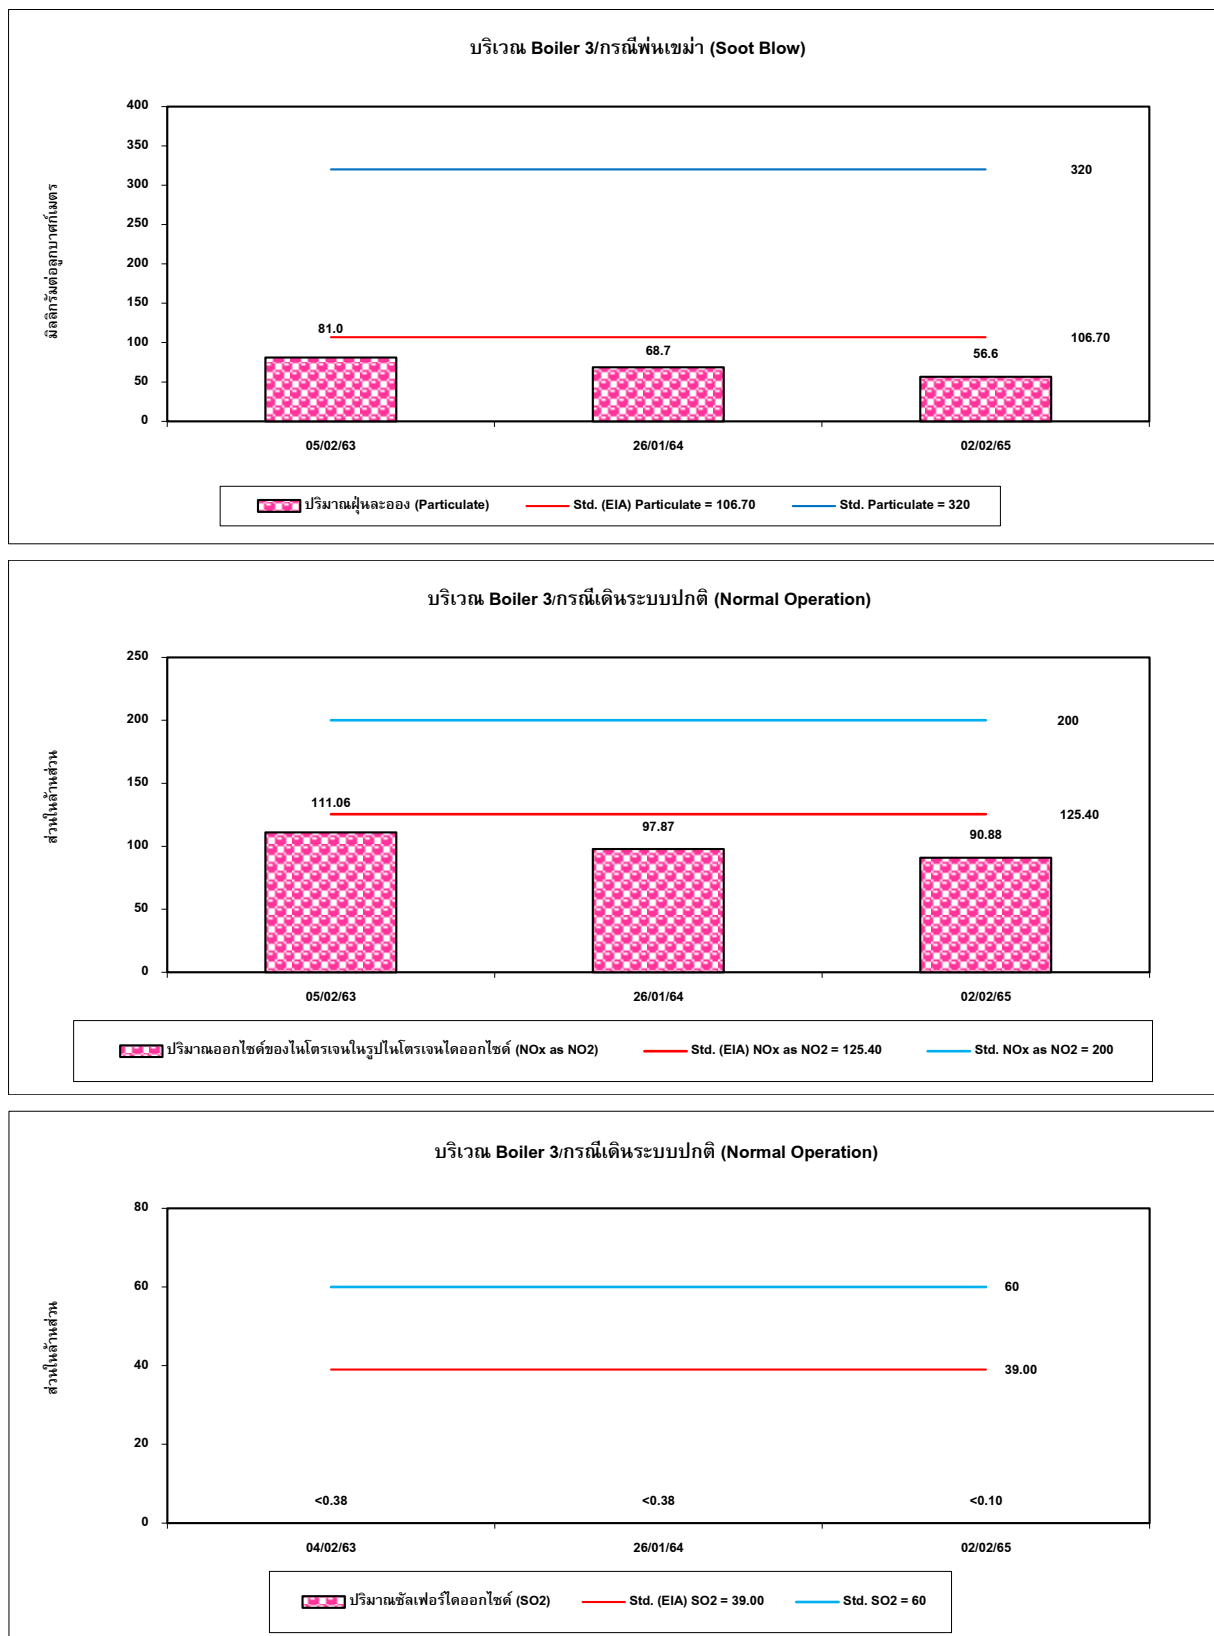 บริเวณ Boiler 3/กรณีพ่นเขม่า (Soot Blow)
มิลลิกรัมต่อลูกบาศก์เมตร
400
350
300
250
200
150
100
50
0
320
106.70
81.0
68.7
56.6
05/02/63 26/01/64 02/02/65
ปริมาณฝุ่นละออง (Particulate) Std. (EIA) Particulate = 106.70 Std. Particulate = 320
บริเวณ Boiler 3/กรณีเดินระบบปกติ (Normal Operation)
ส่วนในล้านส่วน
250
200
150
100
50
0
200
125.40
111.06
97.87
90.88
05/02/63 26/01/64 02/02/65
ปริมาณออกไซด์ของไนโตรเจนในรูปไนโตรเจนไดออกไซด์ (NOx as NO2) Std. (EIA) NOx as NO2 = 125.40 Std. NOx as NO2 = 200
บริเวณ Boiler 3/กรณีเดินระบบปกติ (Normal Operation)
ส่วนในล้านส่วน
80
60
40
20
0
60
39.00
<0.38 <0.38 <0.10
04/02/63 26/01/64 02/02/65
ปริมาณซัลเฟอร์ไดออกไซด์ (SO2) Std. (EIA) SO2 = 39.00 Std. SO2 = 60